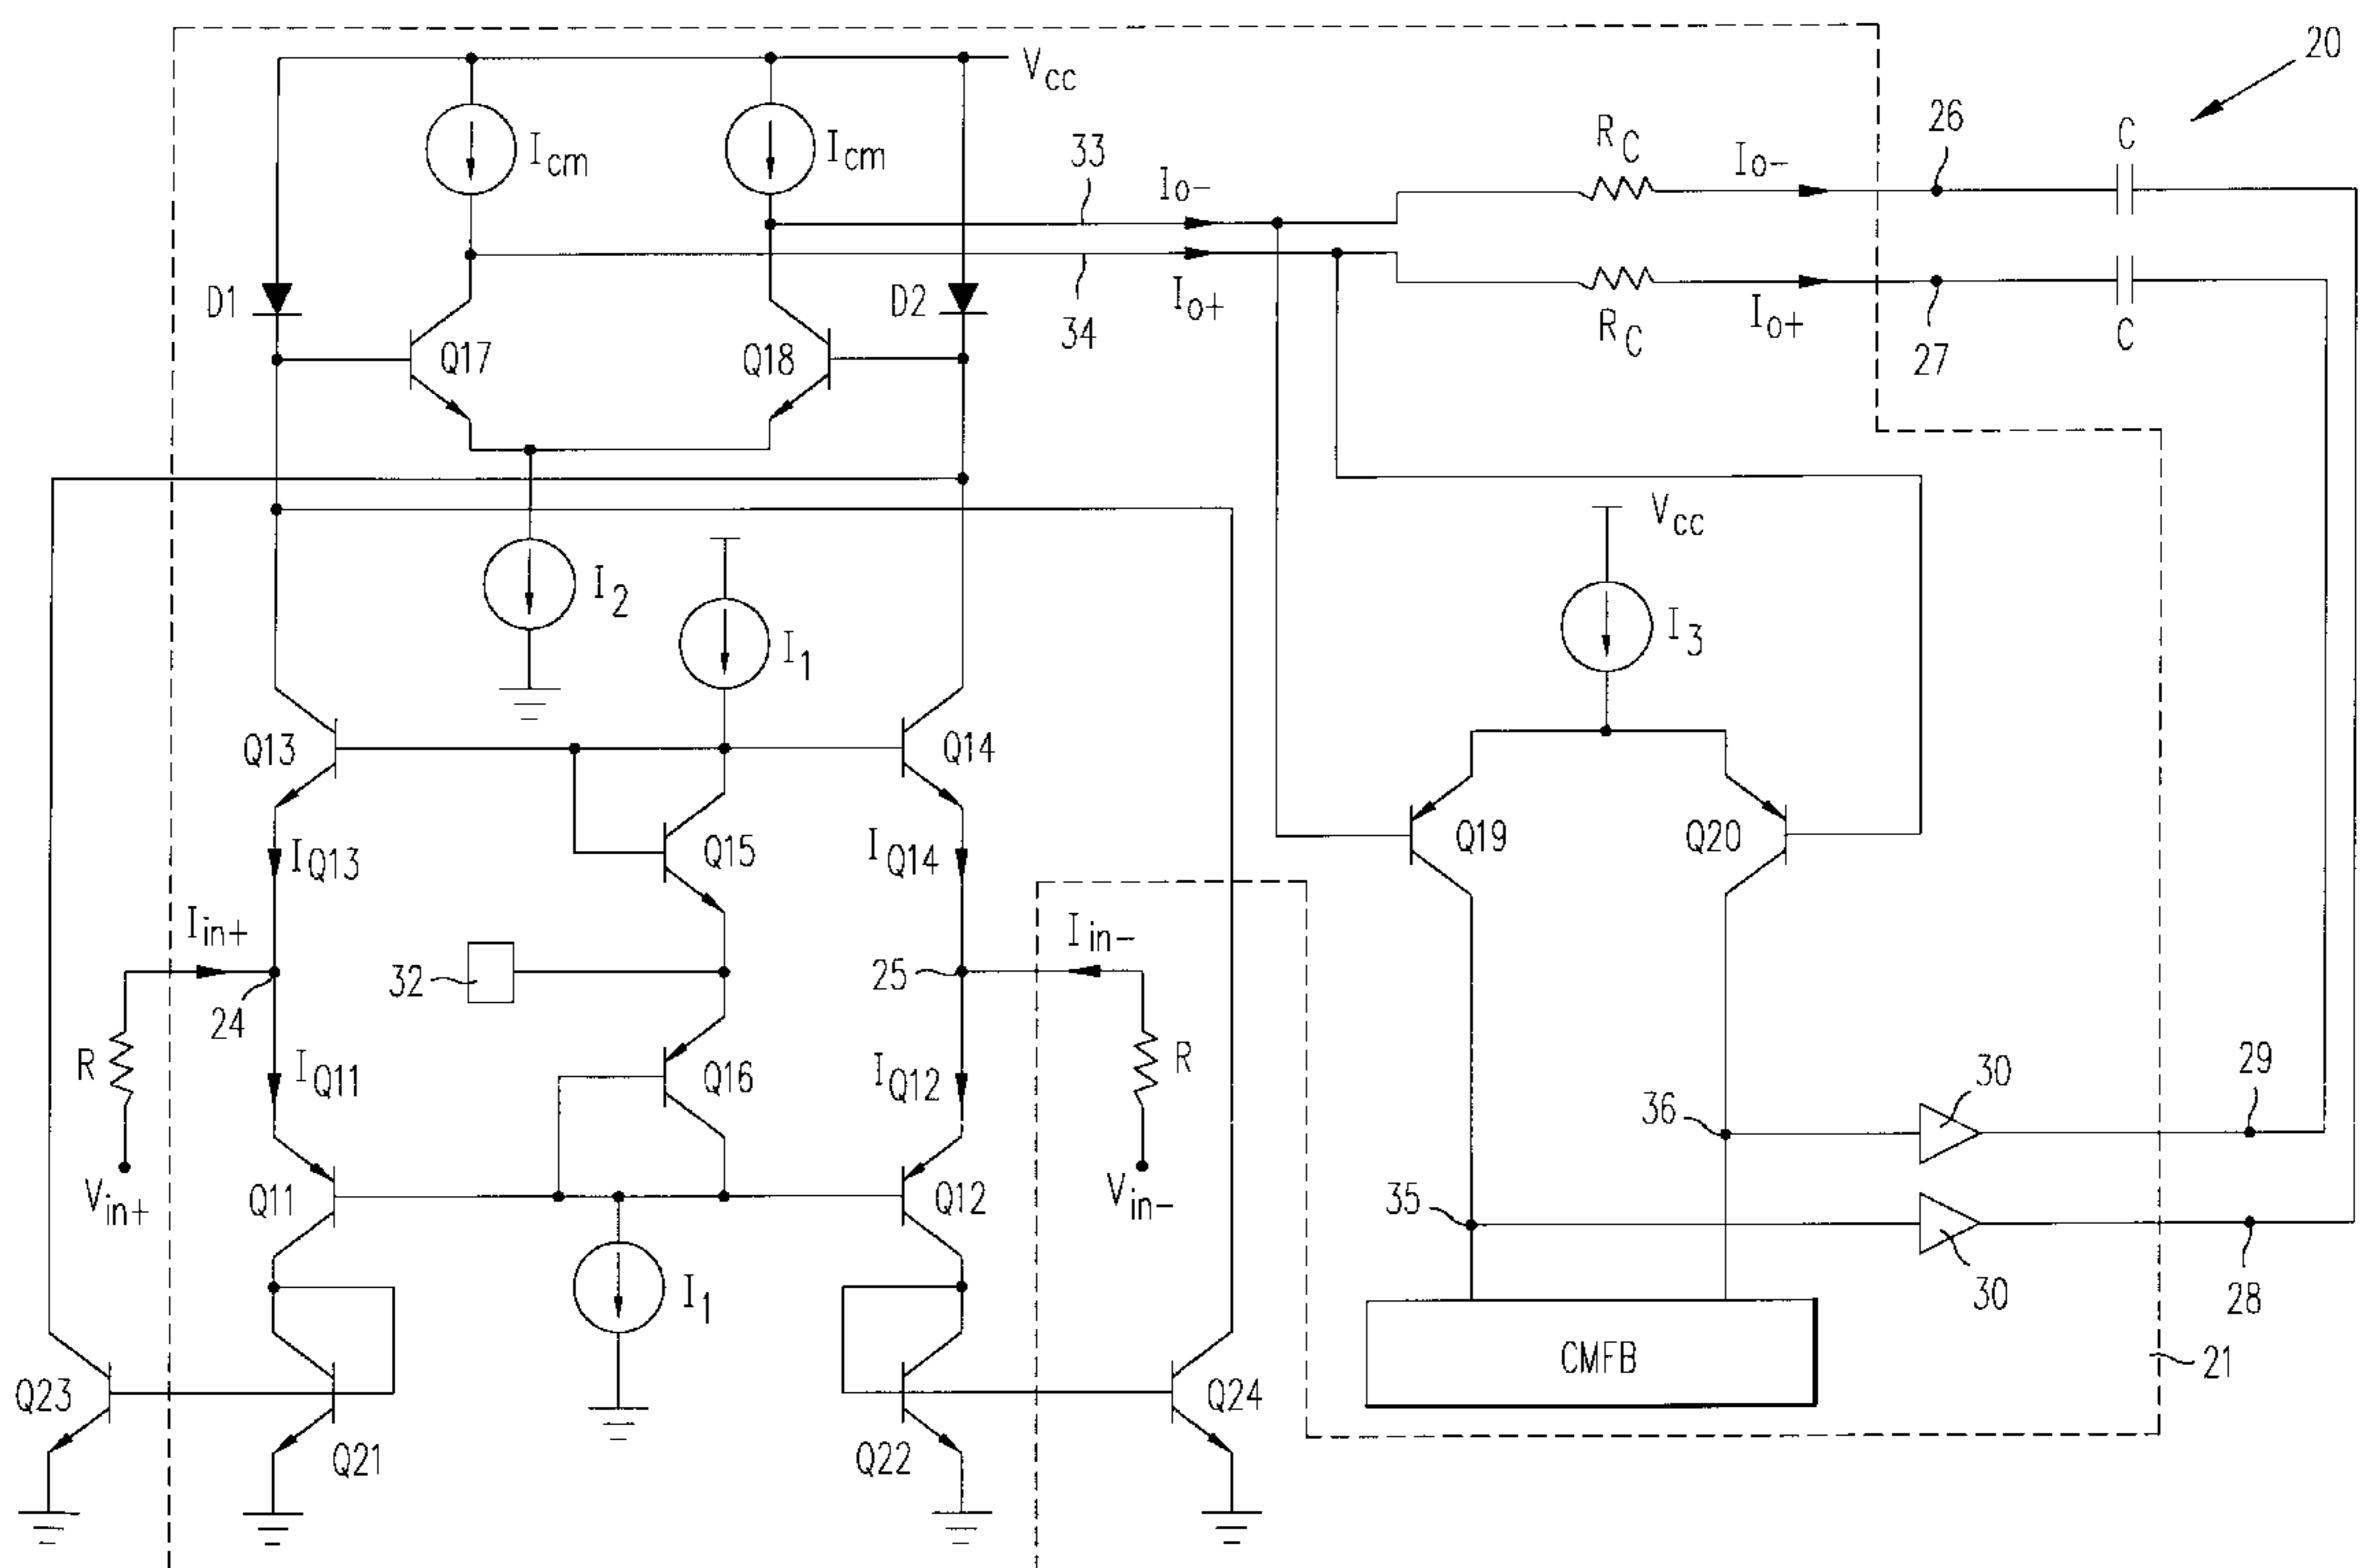 20
Vcc
Icm
Icm
33
Io-
RC
Io-
26
C
D1
D2
Q17
Q18
Io+
34
RC
Io+
27
C
I2
I1
Vcc
I3
Q13
Q14
Q15
IQ13
IQ14
Q19
Q20
Iin+
Iin-
32
25
24
R
IQ11
Q16
IQ12
R
36
30
29
Vin+
Q11
Q12
Vin-
35
I1
30
28
CMFB
21
Q23
Q24
Q21
Q22